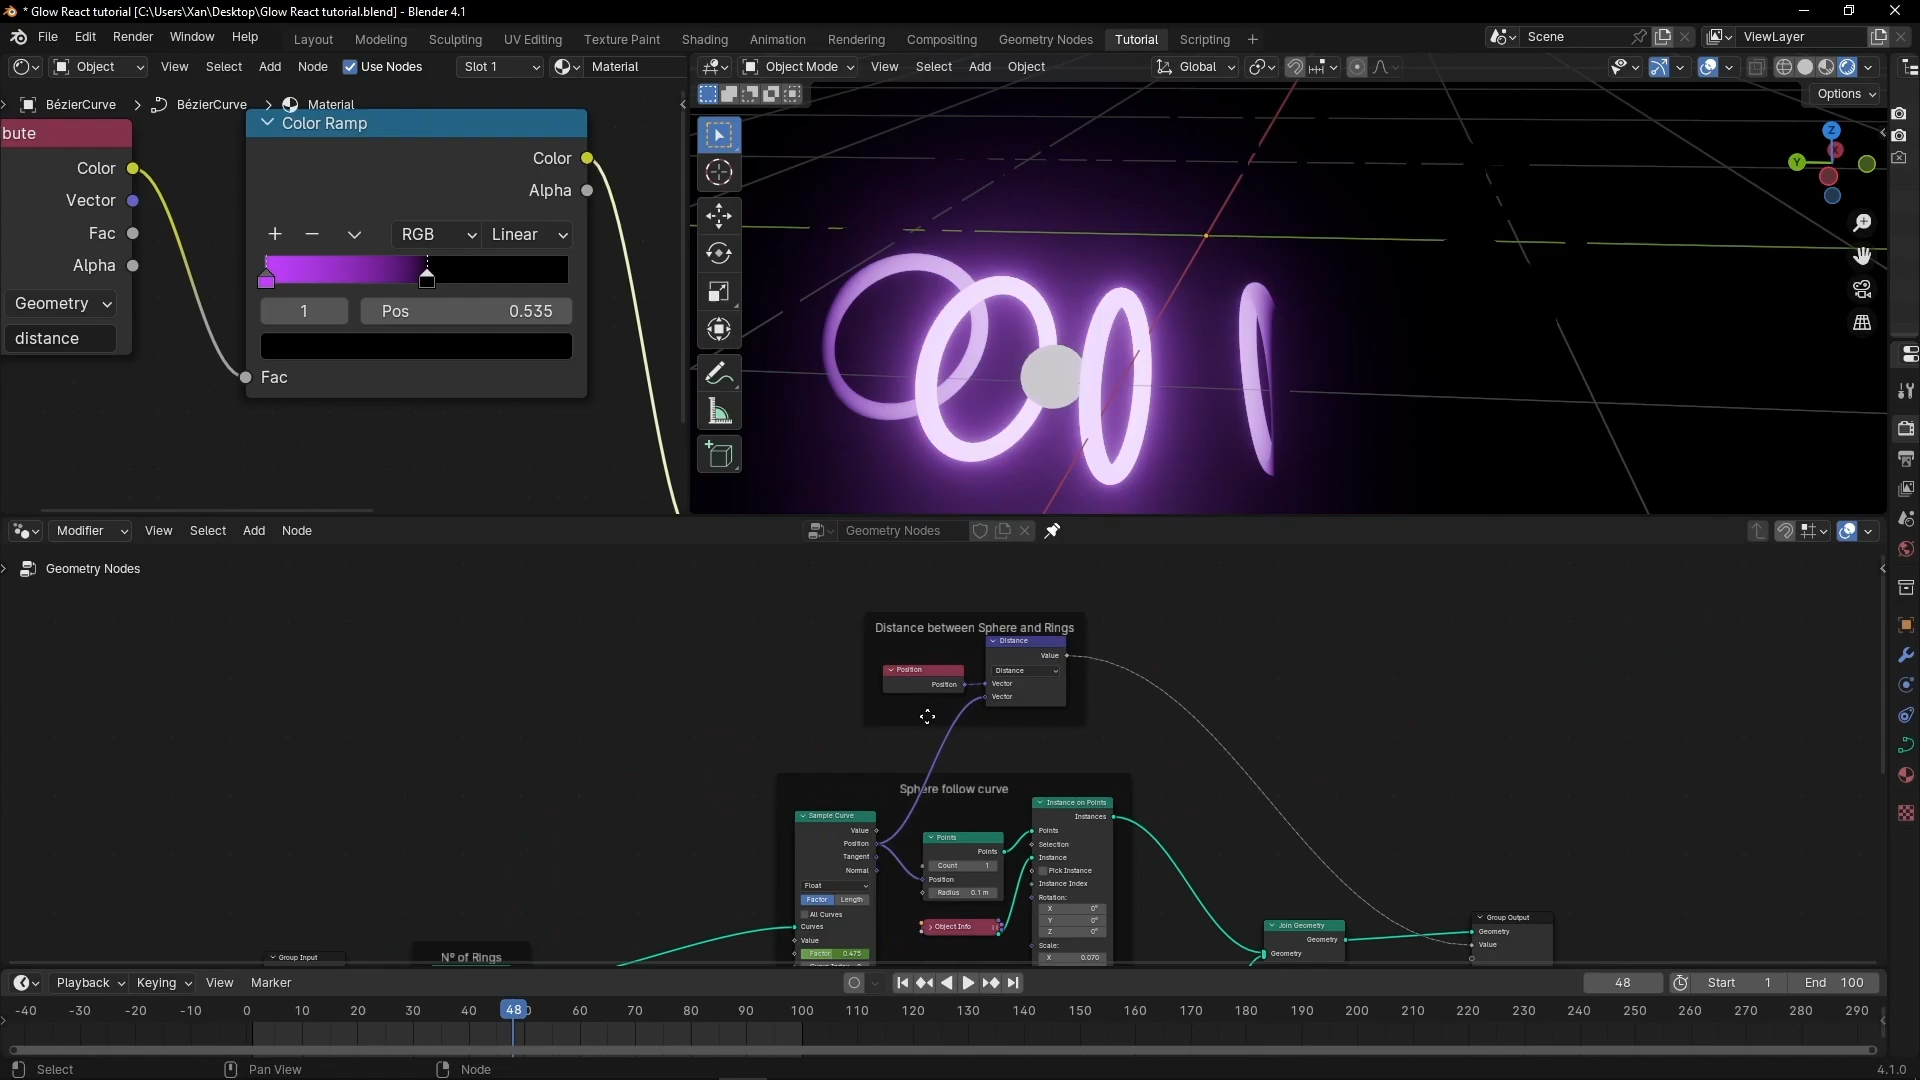 * Glow React tutorial [C:\Users\Xan\Desktop\Glow React tutorial.blend] - Blender 4.1
File Edit Render Window Help Layout Modeling Sculpting UV Editing Texture Paint Shading Animation Rendering Compositing Geometry Nodes Tutorial Scripting Scene ViewLayer
Object View Select Add Node Use Nodes Slot 1 Material Object Mode View Select Add Object Global
Options
BézierCurve > BézierCurve > Material
bute
Color
Vector
Fac
Alpha
Geometry
distance
Color Ramp
Color
Alpha
RGB Linear
1 Pos 0.535
Fac
Z
Y
Modifier View Select Add Node Geometry Nodes
Geometry Nodes
Distance between Sphere and Rings
Position
Position
Distance
Value
Distance
Vector
Vector
Sphere follow curve
Sample Curve
Value
Position
Tangent
Normal
Float
Factor Length
All Curves
Curves
Value
Factor 0.475
Points
Points
Count 1
Position
Radius 0.1 m
Object Info
Instance on Points
Instances
Points
Selection
Instance
Pick Instance
Instance Index
Rotation:
X 0°
Y 0°
Z 0°
Scale:
X 0.070
Join Geometry
Geometry
Geometry
Group Output
Geometry
Value
Group Input
Nº of Rings
Playback Keying View Marker 48 Start 1 End 100
-40 -30 -20 -10 0 10 20 30 40 48 60 70 80 90 100 110 120 130 140 150 160 170 180 190 200 210 220 230 240 250 260 270 280 290
Select Pan View Node 4.1.0